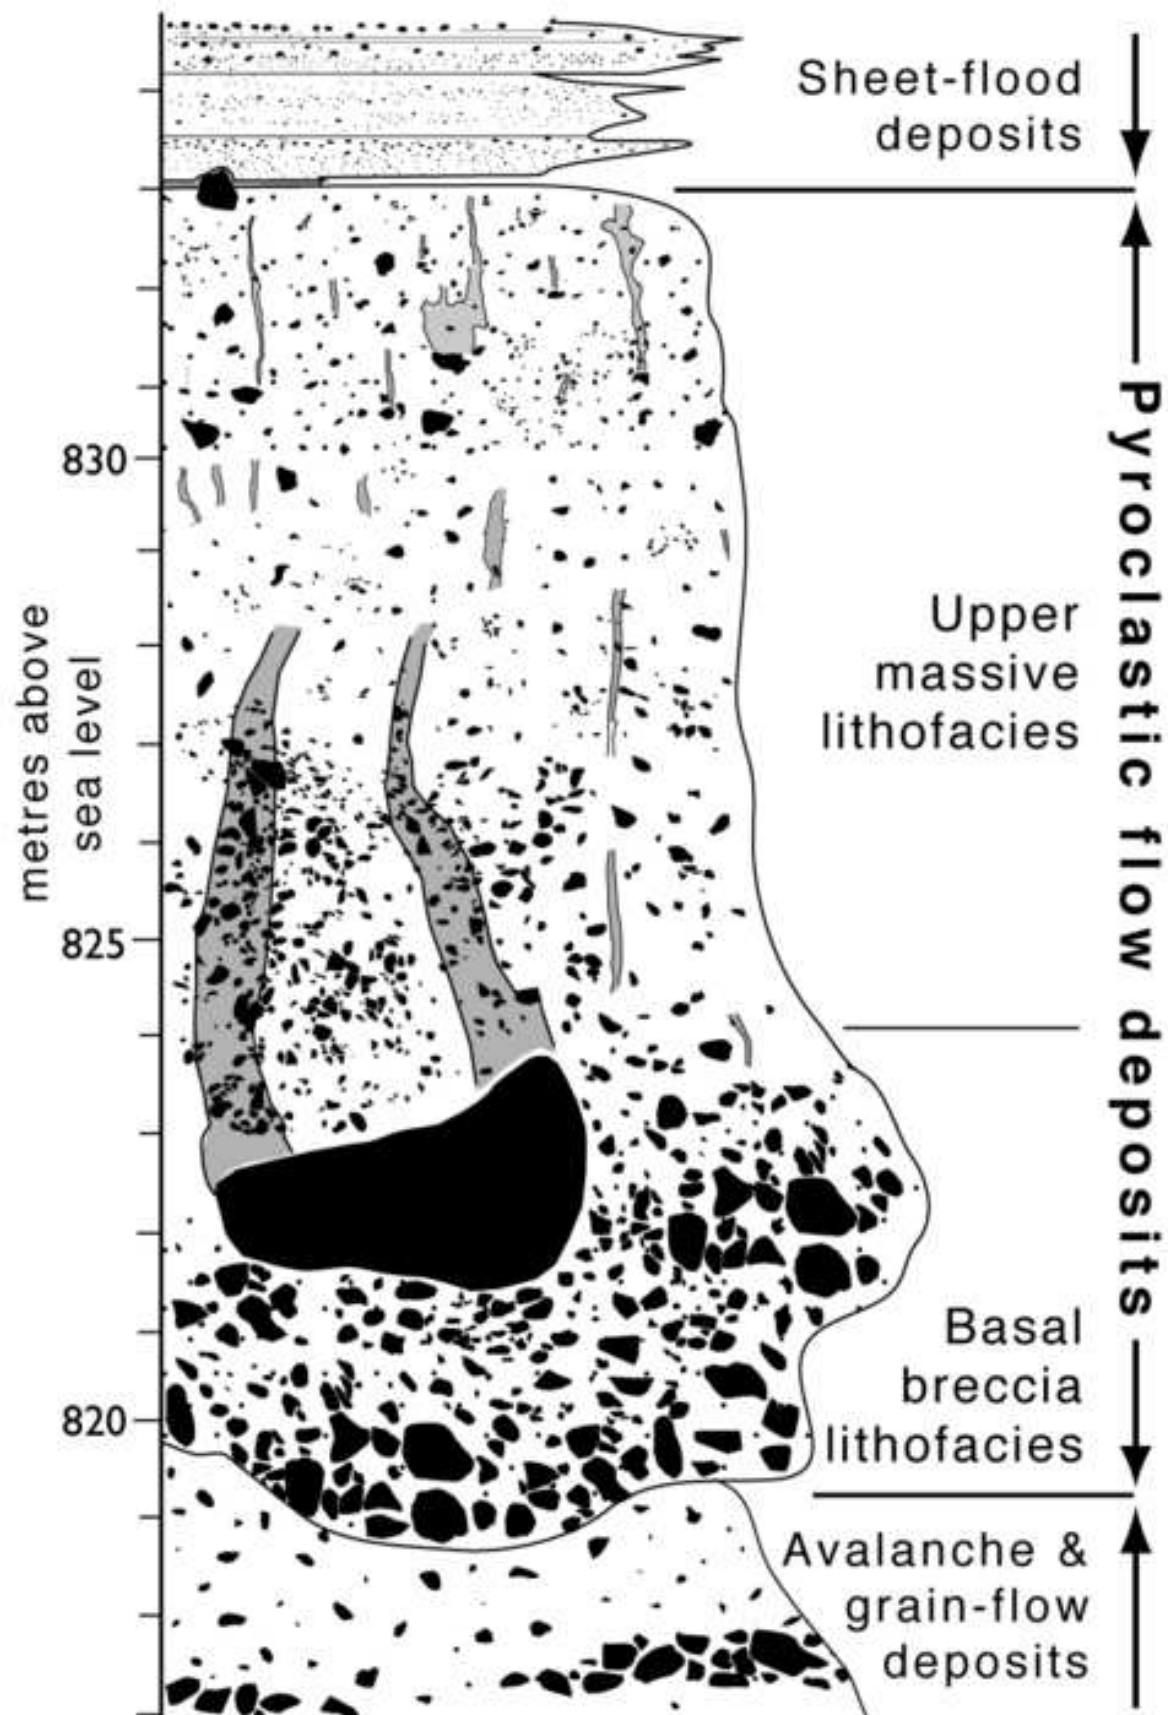 Sheet-flood
deposits
830
Pyroclastic flow deposits
Upper
massive
lithofacies
metres above
sea level
825
Basal
breccia
lithofacies
820
Avalanche &
grain-flow
deposits